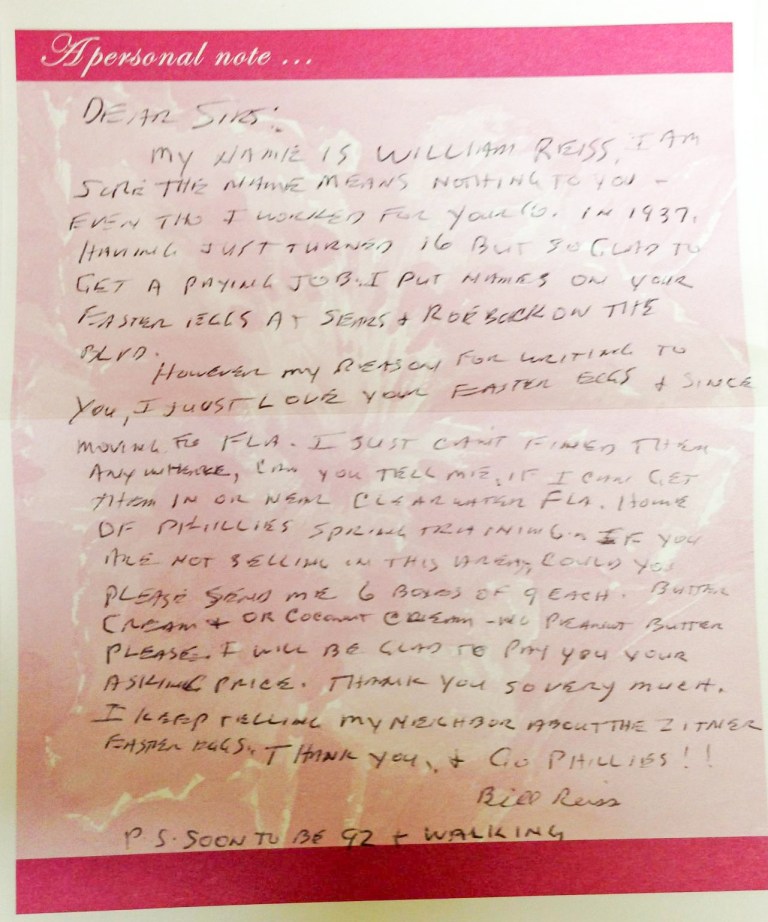 A personal note ...
DEAR SIRS:
MY NAME IS WILLIAM REISS, I AM
SURE THE NAME MEANS NOTHING TO YOU -
EVEN THO I WORKED FOR YOUR CO. IN 1937.
HAVING JUST TURNED 16 BUT SO GLAD TO
GET A PAYING JOB. I PUT NAMES ON YOUR
EASTER EGGS AT SEARS & ROEBUCK ON THE
BLVD.
HOWEVER MY REASON FOR WRITING TO
YOU, I JUUST LOVE YOUR EASTER EGGS & SINCE
MOVING TO FLA. I JUST CAN'T FINED THEM
ANYWHERE, CAN YOU TELL ME, IF I CAN GET
THEM IN OR NEAR CLEARWATER FLA. HOME
OF PHILLIES SPRING TRAINING. IF YOU
ARE NOT SELLING IN THIS AREA, COULD YOU
PLEASE SEND ME 6 BOXES OF 9 EACH. BUTTER
CREAM & OR COCONUT CREAM - NO PEANUT BUTTER
PLEASE. I WILL BE GLAD TO PAY YOU YOUR
ASKING PRICE. THANK YOU SO VERY MUCH.
I KEEP TELLING MY NEIGHBOR ABOUT THE ZITNER
EASTER EGGS. THANK YOU, & GO PHILLIES!!
Bill Reiss
P.S. SOON TO BE 92 & WALKING